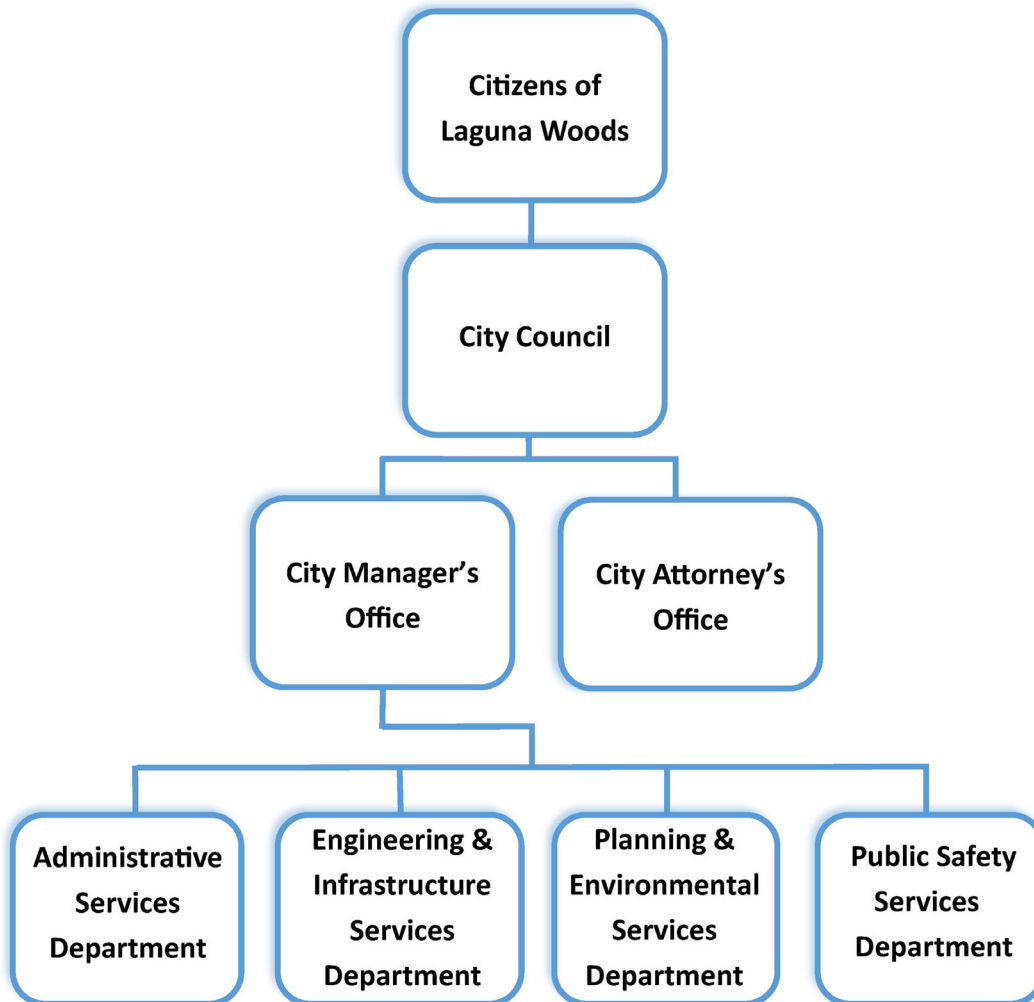 Citizens of
Laguna Woods
City Council
City Manager’s
Office
City Attorney’s
Office
Administrative
Services
Department
Engineering &
Infrastructure
Services
Department
Planning &
Environmental
Services
Department
Public Safety
Services
Department